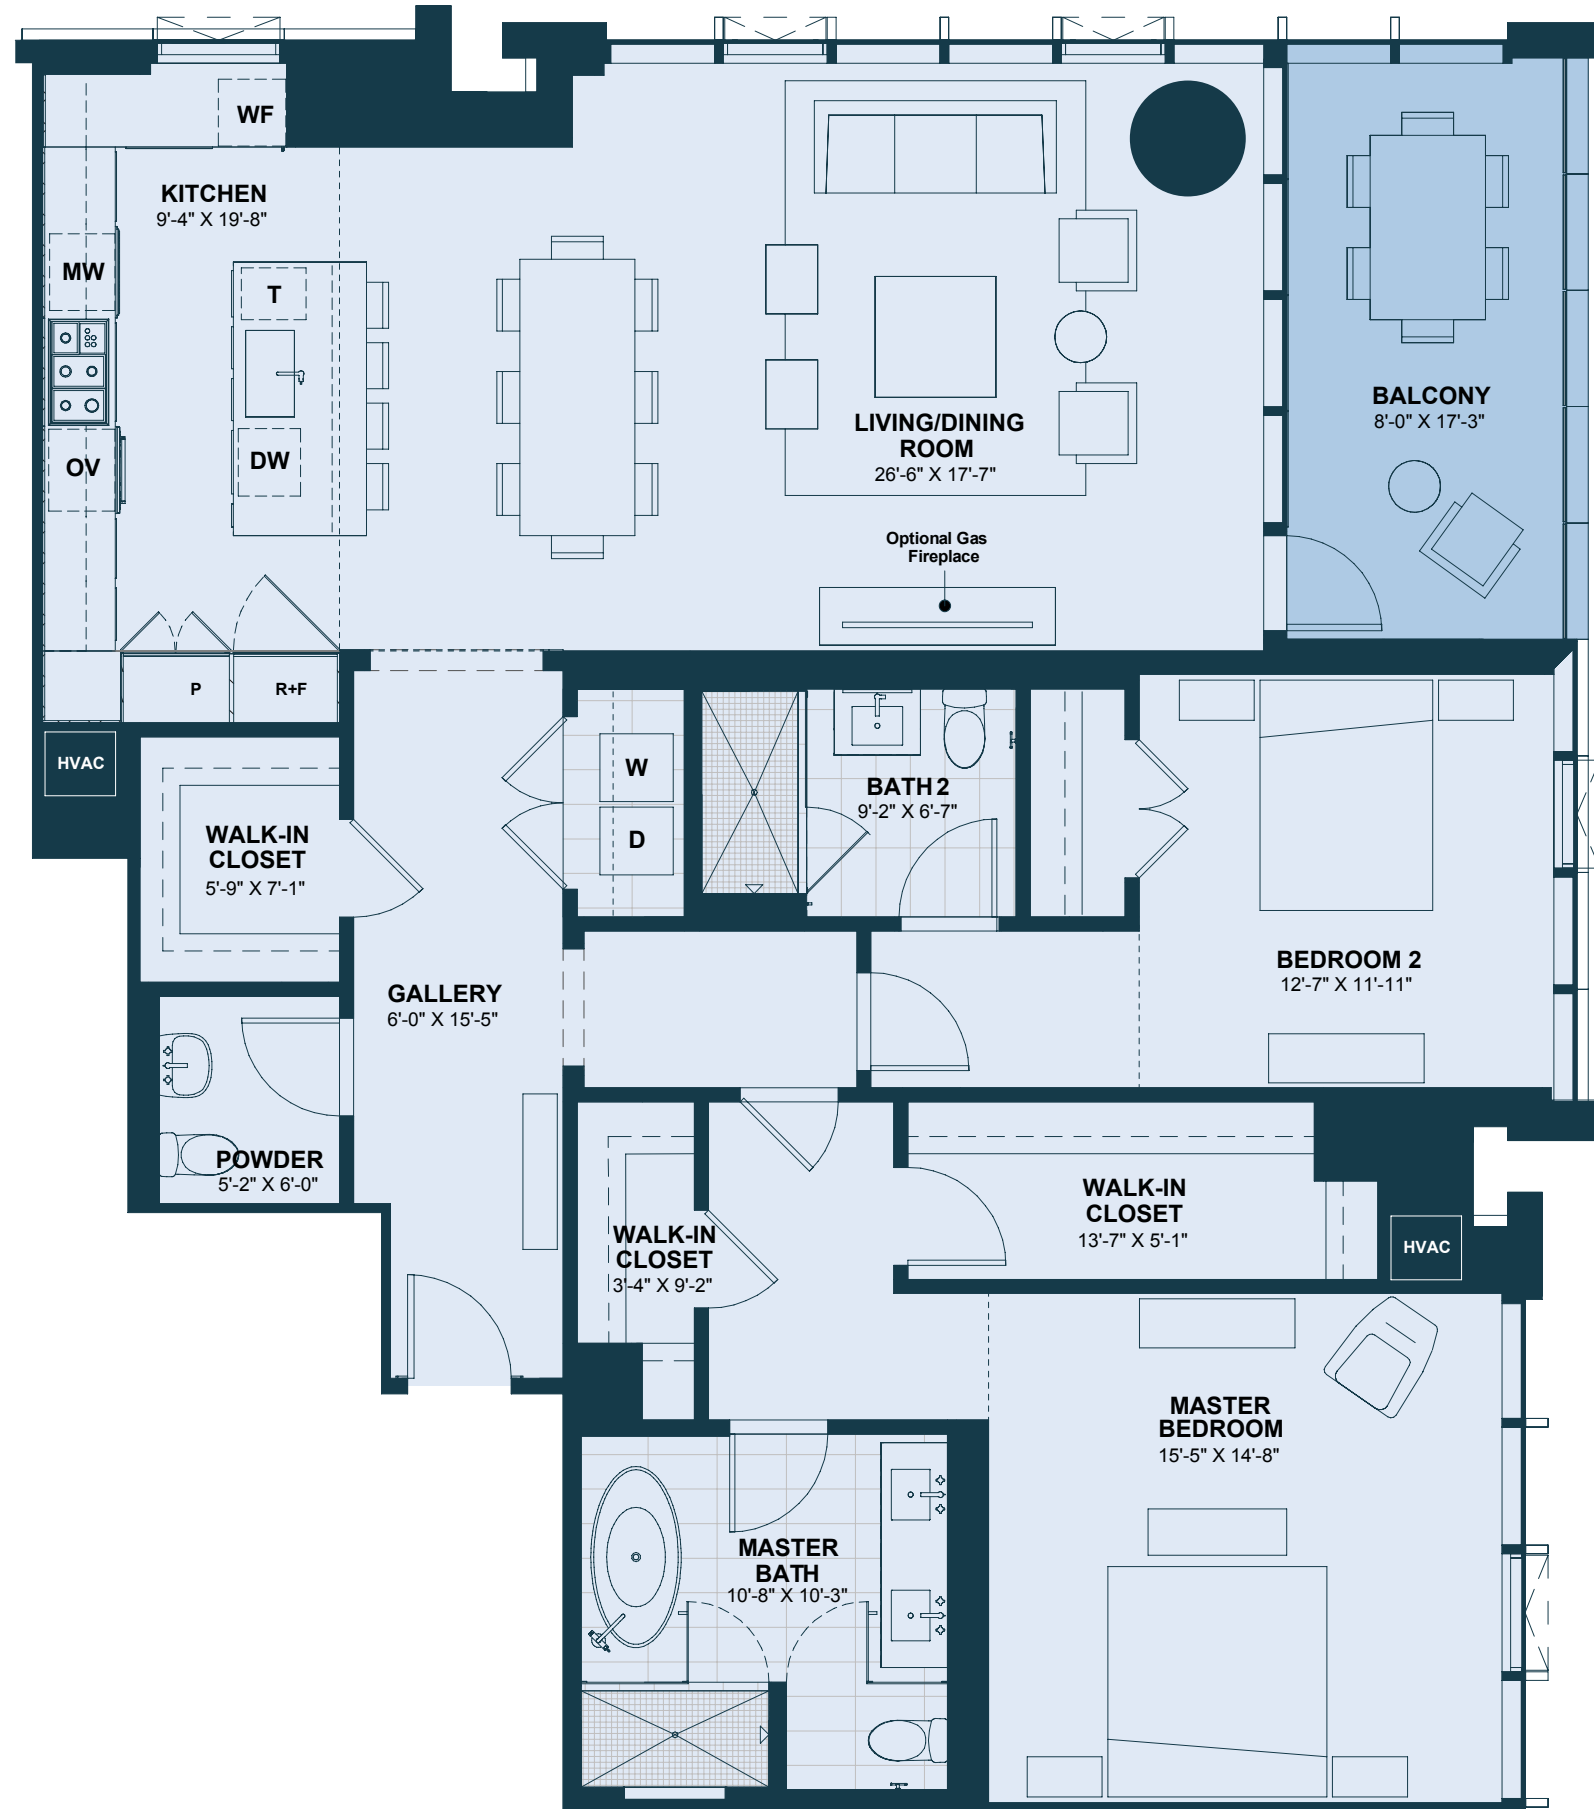 WF
KITCHEN
9'-4" X 19'-8"
MW
T
OV
DW
LIVING/DINING
ROOM
26'-6" X 17'-7"
BALCONY
8'-0" X 17'-3"
Optional Gas
Fireplace
P
R+F
HVAC
W
D
BATH 2
9'-2" X 6'-7"
WALK-IN
CLOSET
5'-9" X 7'-1"
BEDROOM 2
12'-7" X 11'-11"
GALLERY
6'-0" X 15'-5"
POWDER
5'-2" X 6'-0"
WALK-IN
CLOSET
3'-4" X 9'-2"
WALK-IN
CLOSET
13'-7" X 5'-1"
HVAC
MASTER
BEDROOM
15'-5" X 14'-8"
MASTER
BATH
10'-8" X 10'-3"